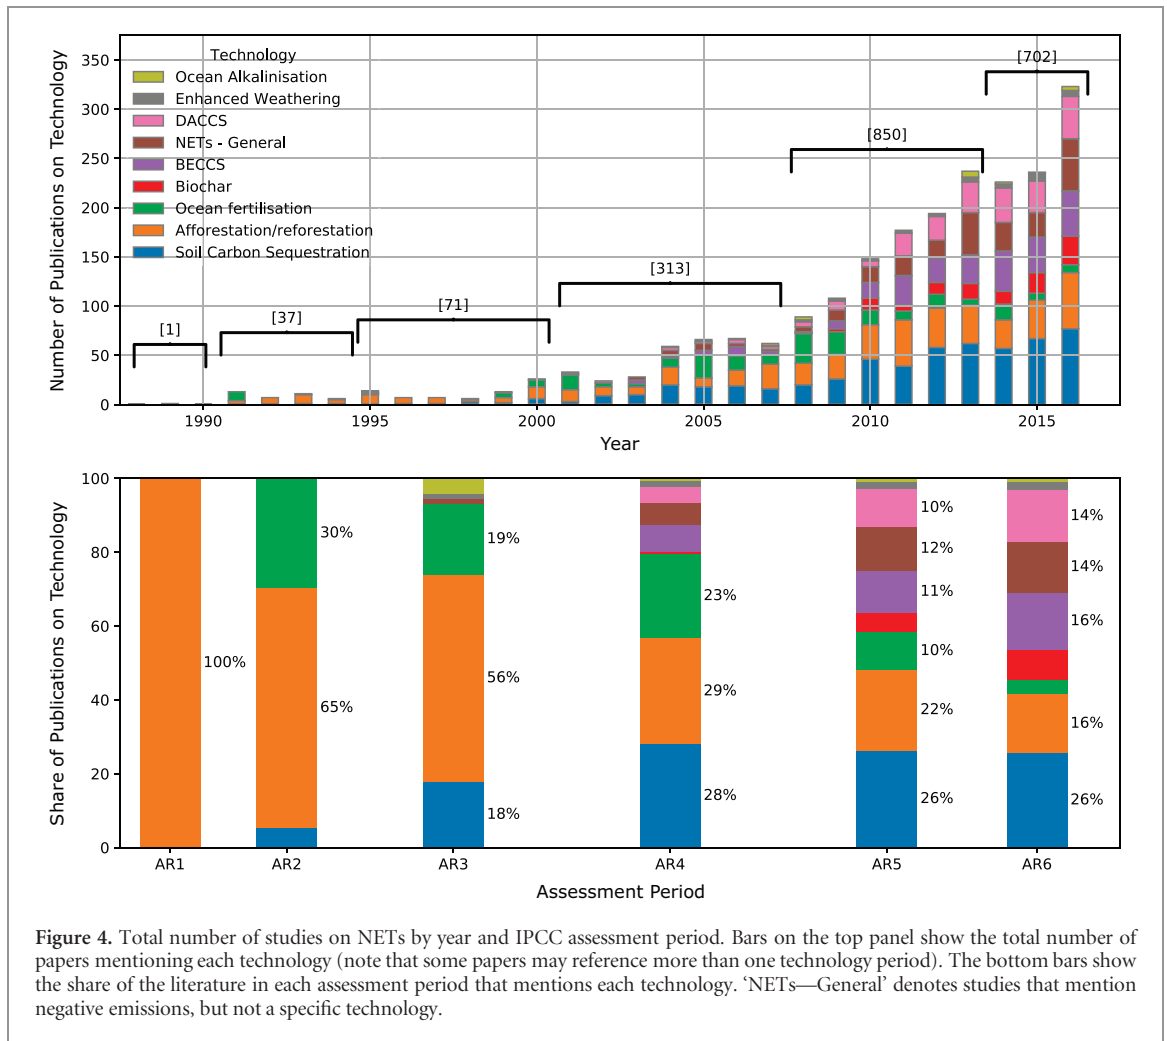 350
300
250
200
150
100
50
0
Number of Publications on Technology
Technology
Ocean Alkalinisation
Enhanced Weathering
DACCS
NETs - General
BECCS
Biochar
Ocean fertilisation
Afforestation/reforestation
Soil Carbon Sequestration
[1]
[37]
[71]
[313]
[850]
[702]
1990
1995
2000
2005
2010
2015
Year
100
80
60
40
20
0
Share of Publications on Technology
100%
30%
65%
19%
56%
18%
23%
29%
28%
10%
12%
11%
10%
22%
26%
14%
14%
16%
16%
26%
AR1
AR2
AR3
AR4
AR5
AR6
Assessment Period
Figure 4. Total number of studies on NETs by year and IPCC assessment period. Bars on the top panel show the total number of
papers mentioning each technology (note that some papers may reference more than one technology period). The bottom bars show
the share of the literature in each assessment period that mentions each technology. ‘NETs—General’ denotes studies that mention
negative emissions, but not a specific technology.